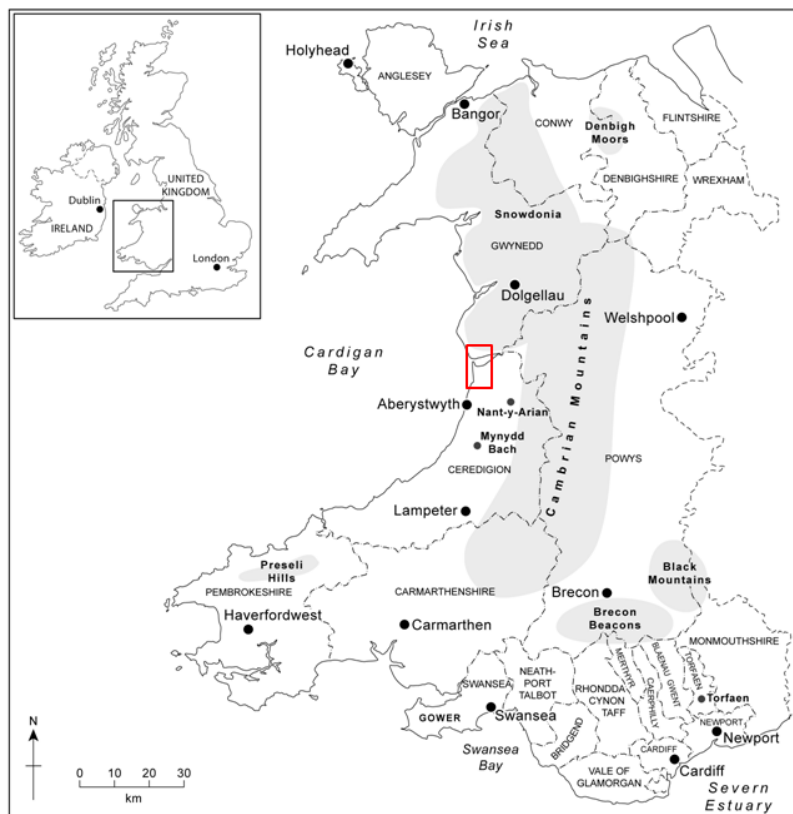 Irish
Sea
Holyhead
ANGLESEY
Bangor
CONWY
Denbigh
Moors
FLINTSHIRE
DENBIGHSHIRE
WREXHAM
UNITED
KINGDOM
Dublin
IRELAND
London
Snowdonia
GWYNEDD
Dolgellau
Welshpool
Cambrian Mountains
Cardigan
Bay
Aberystwyth
Nant-y-Arian
Mynydd
Bach
CEREDIGION
POWYS
Lampeter
Preseli
Hills
PEMBROKESHIRE
CARMARTHENSHIRE
Black
Mountains
Brecon
Brecon
Beacons
Haverfordwest
Carmarthen
MONMOUTHSHIRE
SWANSEA
NEATH-
PORT
TALBOT
RHONDDA
CYNON
TAFF
MERTHYR
CAERPHILLY
BLAENAU GWENT
TORFAEN
Torfaen
GOWER
Swansea
BRIDGEND
NEWPORT
Newport
Swansea
Bay
CARDIFF
Cardiff
VALE OF
GLAMORGAN
Severn
Estuary
N
0 10 20 30
km